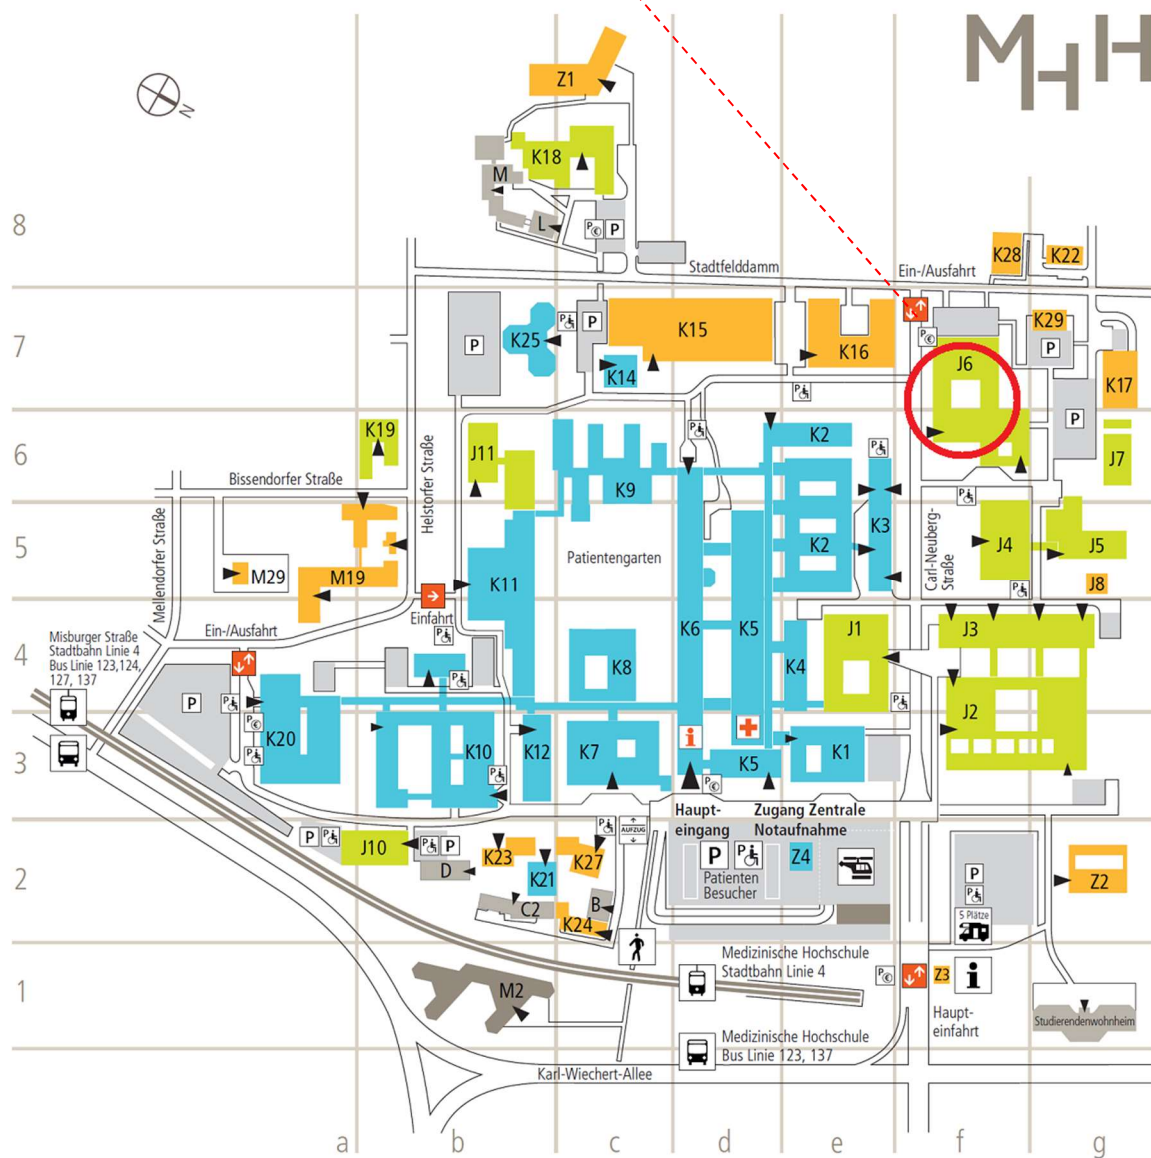 MHH
N
Z1
K18
M
L
P€
P
8
Stadtfelddamm
Ein-/Ausfahrt
K28
K22
7
P
K25
P
P
K15
K14
K16
P
P€
J6
K29
P
K17
6
K19
Bissendorfer Straße
J11
K9
P
K2
P
P
J7
Mellendorfer Straße
Helstorfer Straße
5
M29
M19
K11
Patientengarten
K2
K3
Carl-Neuberg-
Straße
P
J4
J5
J8
P
Einfahrt
P
4
Misburger Straße
Stadtbahn Linie 4
Bus Linie 123,124,
127, 137
Ein-/Ausfahrt
P
P
P
K8
K6
K5
K4
J1
P
J3
J2
3
P€
P
K20
K10
P
K12
K7
i
K5
P€
K1
Haupt-
eingang
Zugang Zentrale
Notaufnahme
P
AUFZUG
2
P
P
J10
P
P
D
K23
K21
K27
C2
B
K24
P
P
Patienten
Besucher
Z4
P
P
5 Plätze
Z2
1
M2
Medizinische Hochschule
Stadtbahn Linie 4
P€
Z3
i
Haupt-
einfahrt
Studierendenwohnheim
Medizinische Hochschule
Bus Linie 123, 137
Karl-Wiechert-Allee
a
b
c
d
e
f
g